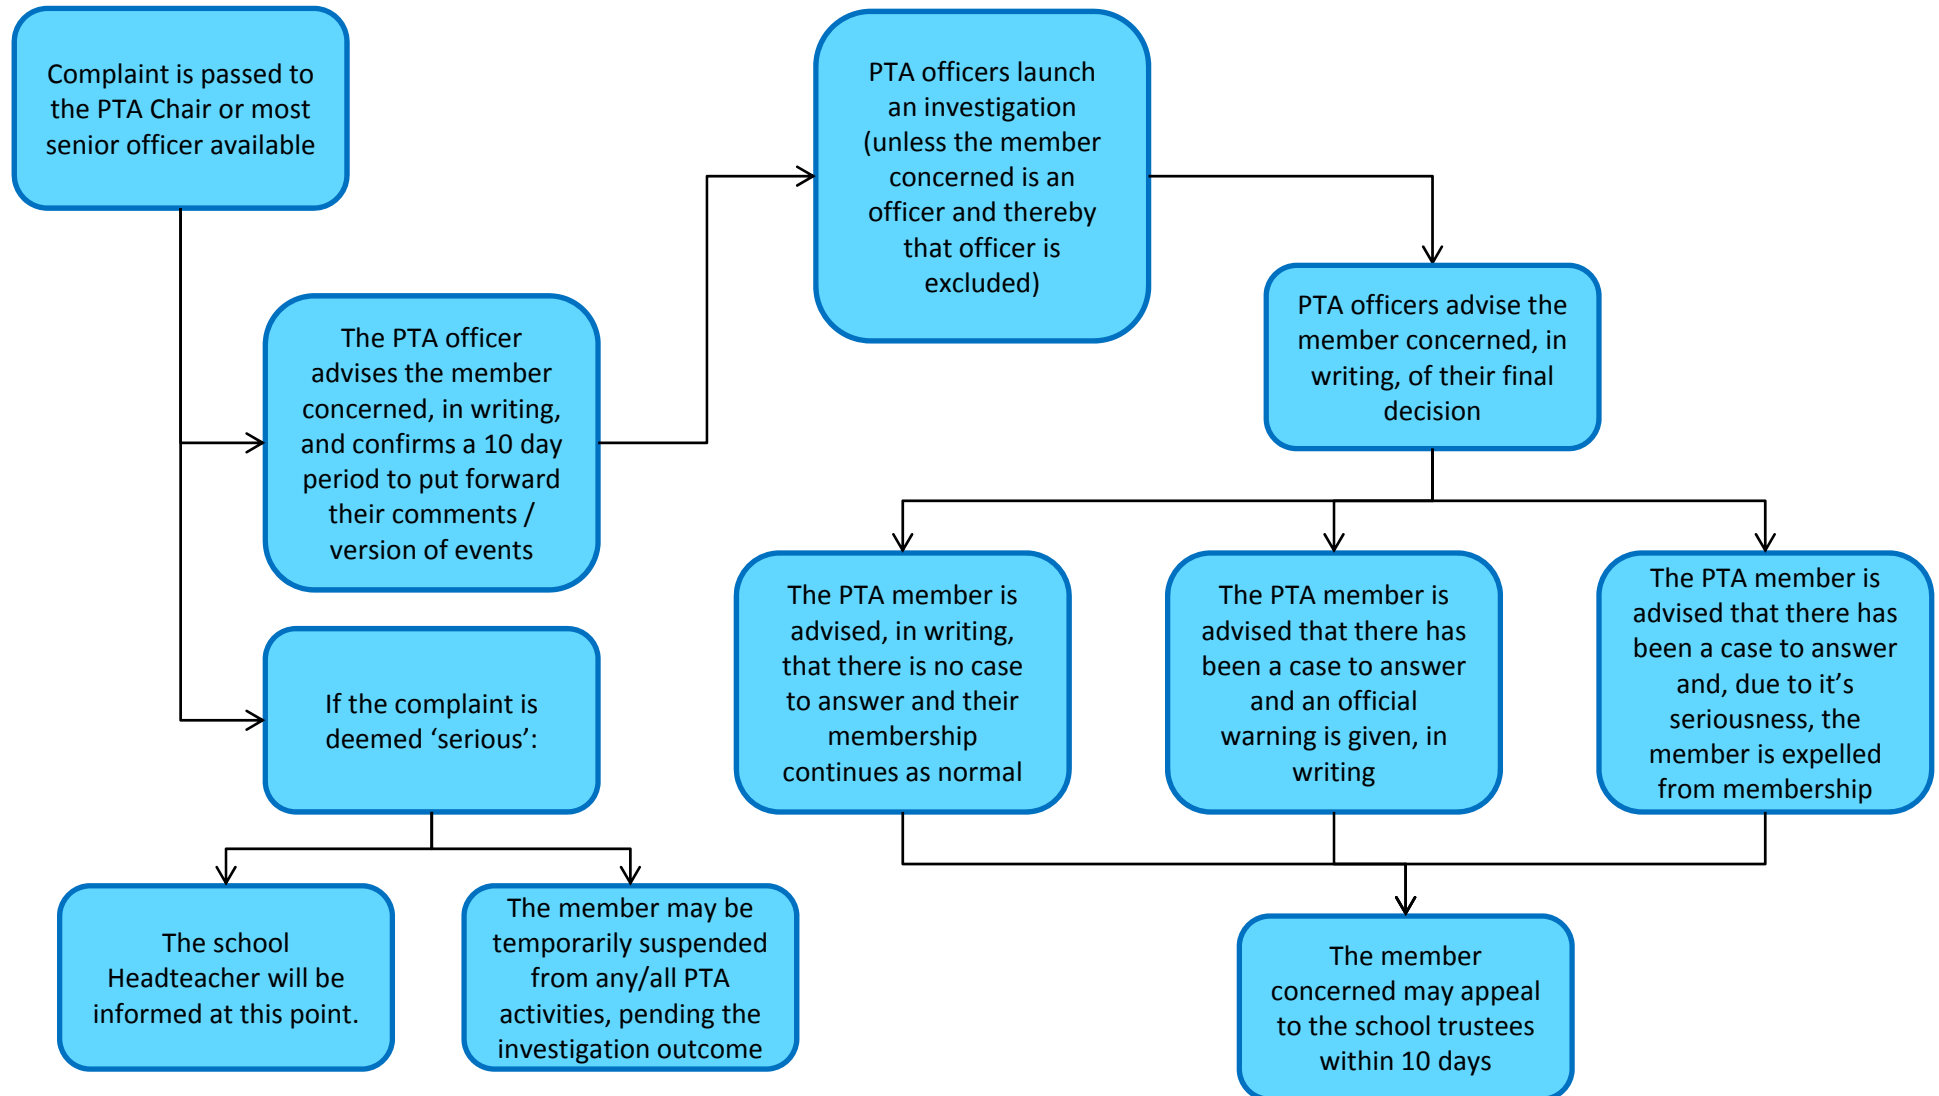 Complaint is passed to
the PTA Chair or most
senior officer available
The PTA officer
advises the member
concerned, in writing,
and confirms a 10 day
period to put forward
their comments /
version of events
If the complaint is
deemed ‘serious’:
The school
Headteacher will be
informed at this point.
The member may be
temporarily suspended
from any/all PTA
activities, pending the
investigation outcome
PTA officers launch
an investigation
(unless the member
concerned is an
officer and thereby
that officer is
excluded)
PTA officers advise the
member concerned, in
writing, of their final
decision
The PTA member is
advised, in writing,
that there is no case
to answer and their
membership
continues as normal
The PTA member is
advised that there has
been a case to answer
and an official
warning is given, in
writing
The PTA member is
advised that there has
been a case to answer
and, due to it’s
seriousness, the
member is expelled
from membership
The member
concerned may appeal
to the school trustees
within 10 days